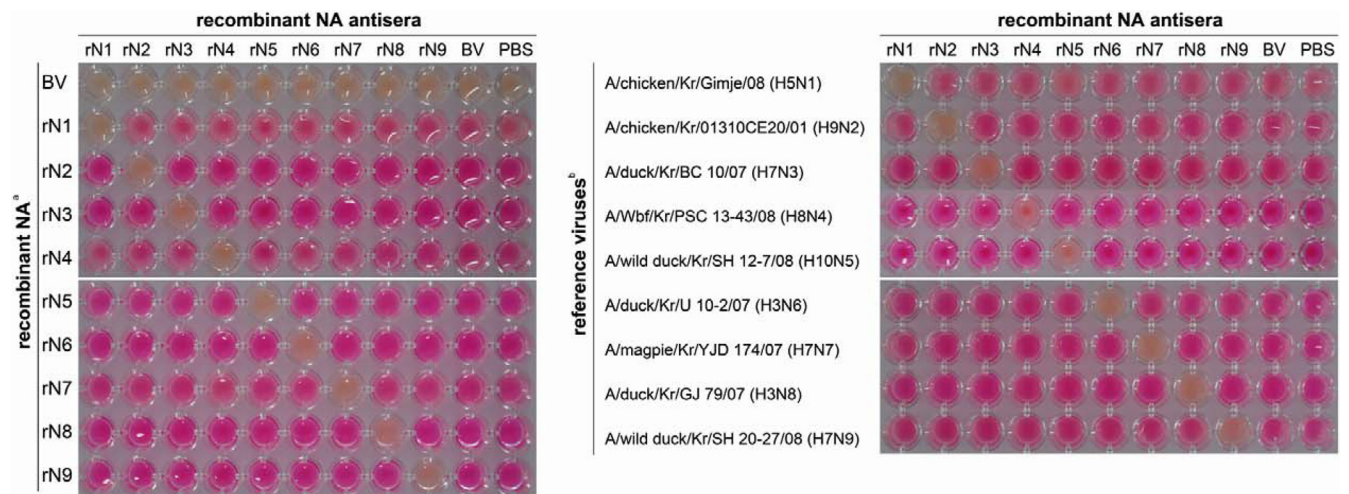 recombinant NA antisera
rN1 rN2 rN3 rN4 rN5 rN6 rN7 rN8 rN9 BV PBS
recombinant NAᵃ
BV
rN1
rN2
rN3
rN4
rN5
rN6
rN7
rN8
rN9
recombinant NA antisera
rN1 rN2 rN3 rN4 rN5 rN6 rN7 rN8 rN9 BV PBS
reference virusesᵇ
A/chicken/Kr/Gimje/08 (H5N1)
A/chicken/Kr/01310CE20/01 (H9N2)
A/duck/Kr/BC 10/07 (H7N3)
A/Wbf/Kr/PSC 13-43/08 (H8N4)
A/wild duck/Kr/SH 12-7/08 (H10N5)
A/duck/Kr/U 10-2/07 (H3N6)
A/magpie/Kr/YJD 174/07 (H7N7)
A/duck/Kr/GJ 79/07 (H3N8)
A/wild duck/Kr/SH 20-27/08 (H7N9)